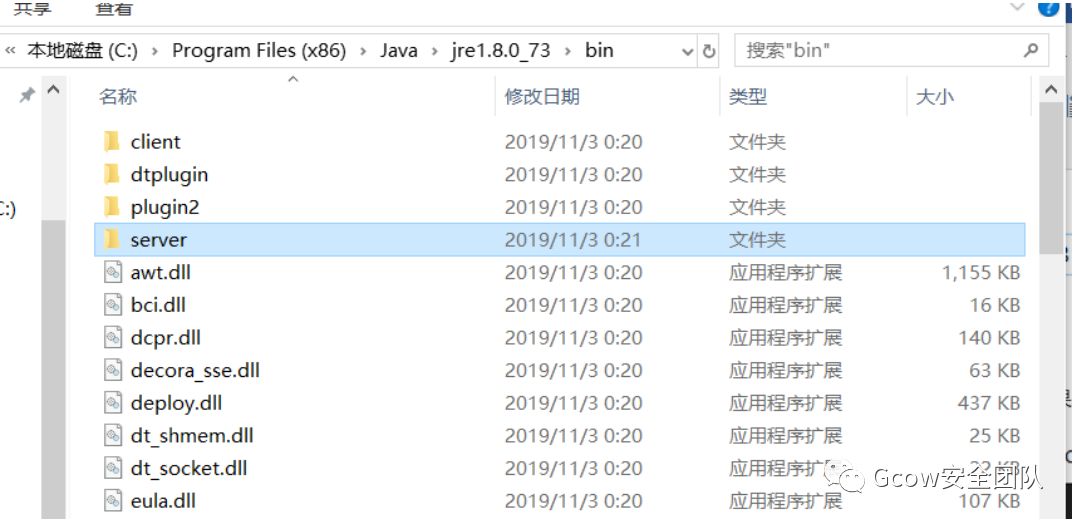 共享 查看
« 本地磁盘 (C:) › Program Files (x86) › Java › jre1.8.0_73 › bin 搜索"bin"
名称 修改日期 类型 大小
client 2019/11/3 0:20 文件夹
dtplugin 2019/11/3 0:20 文件夹
plugin2 2019/11/3 0:20 文件夹
C:)
server 2019/11/3 0:21 文件夹
awt.dll 2019/11/3 0:20 应用程序扩展 1,155 KB
bci.dll 2019/11/3 0:20 应用程序扩展 16 KB
dcpr.dll 2019/11/3 0:20 应用程序扩展 140 KB
decora_sse.dll 2019/11/3 0:20 应用程序扩展 63 KB
deploy.dll 2019/11/3 0:20 应用程序扩展 437 KB
dt_shmem.dll 2019/11/3 0:20 应用程序扩展 25 KB
dt_socket.dll 2019/11/3 0:20 应用程序扩展 KB
Gcow安全团队
eula.dll 2019/11/3 0:20 应用程序扩展 107 KB